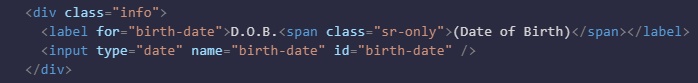 <div class="info">
<label for="birth-date">D.O.B.<span class="sr-only">(Date of Birth)</span></label>
<input type="date" name="birth-date" id="birth-date" />
</div>